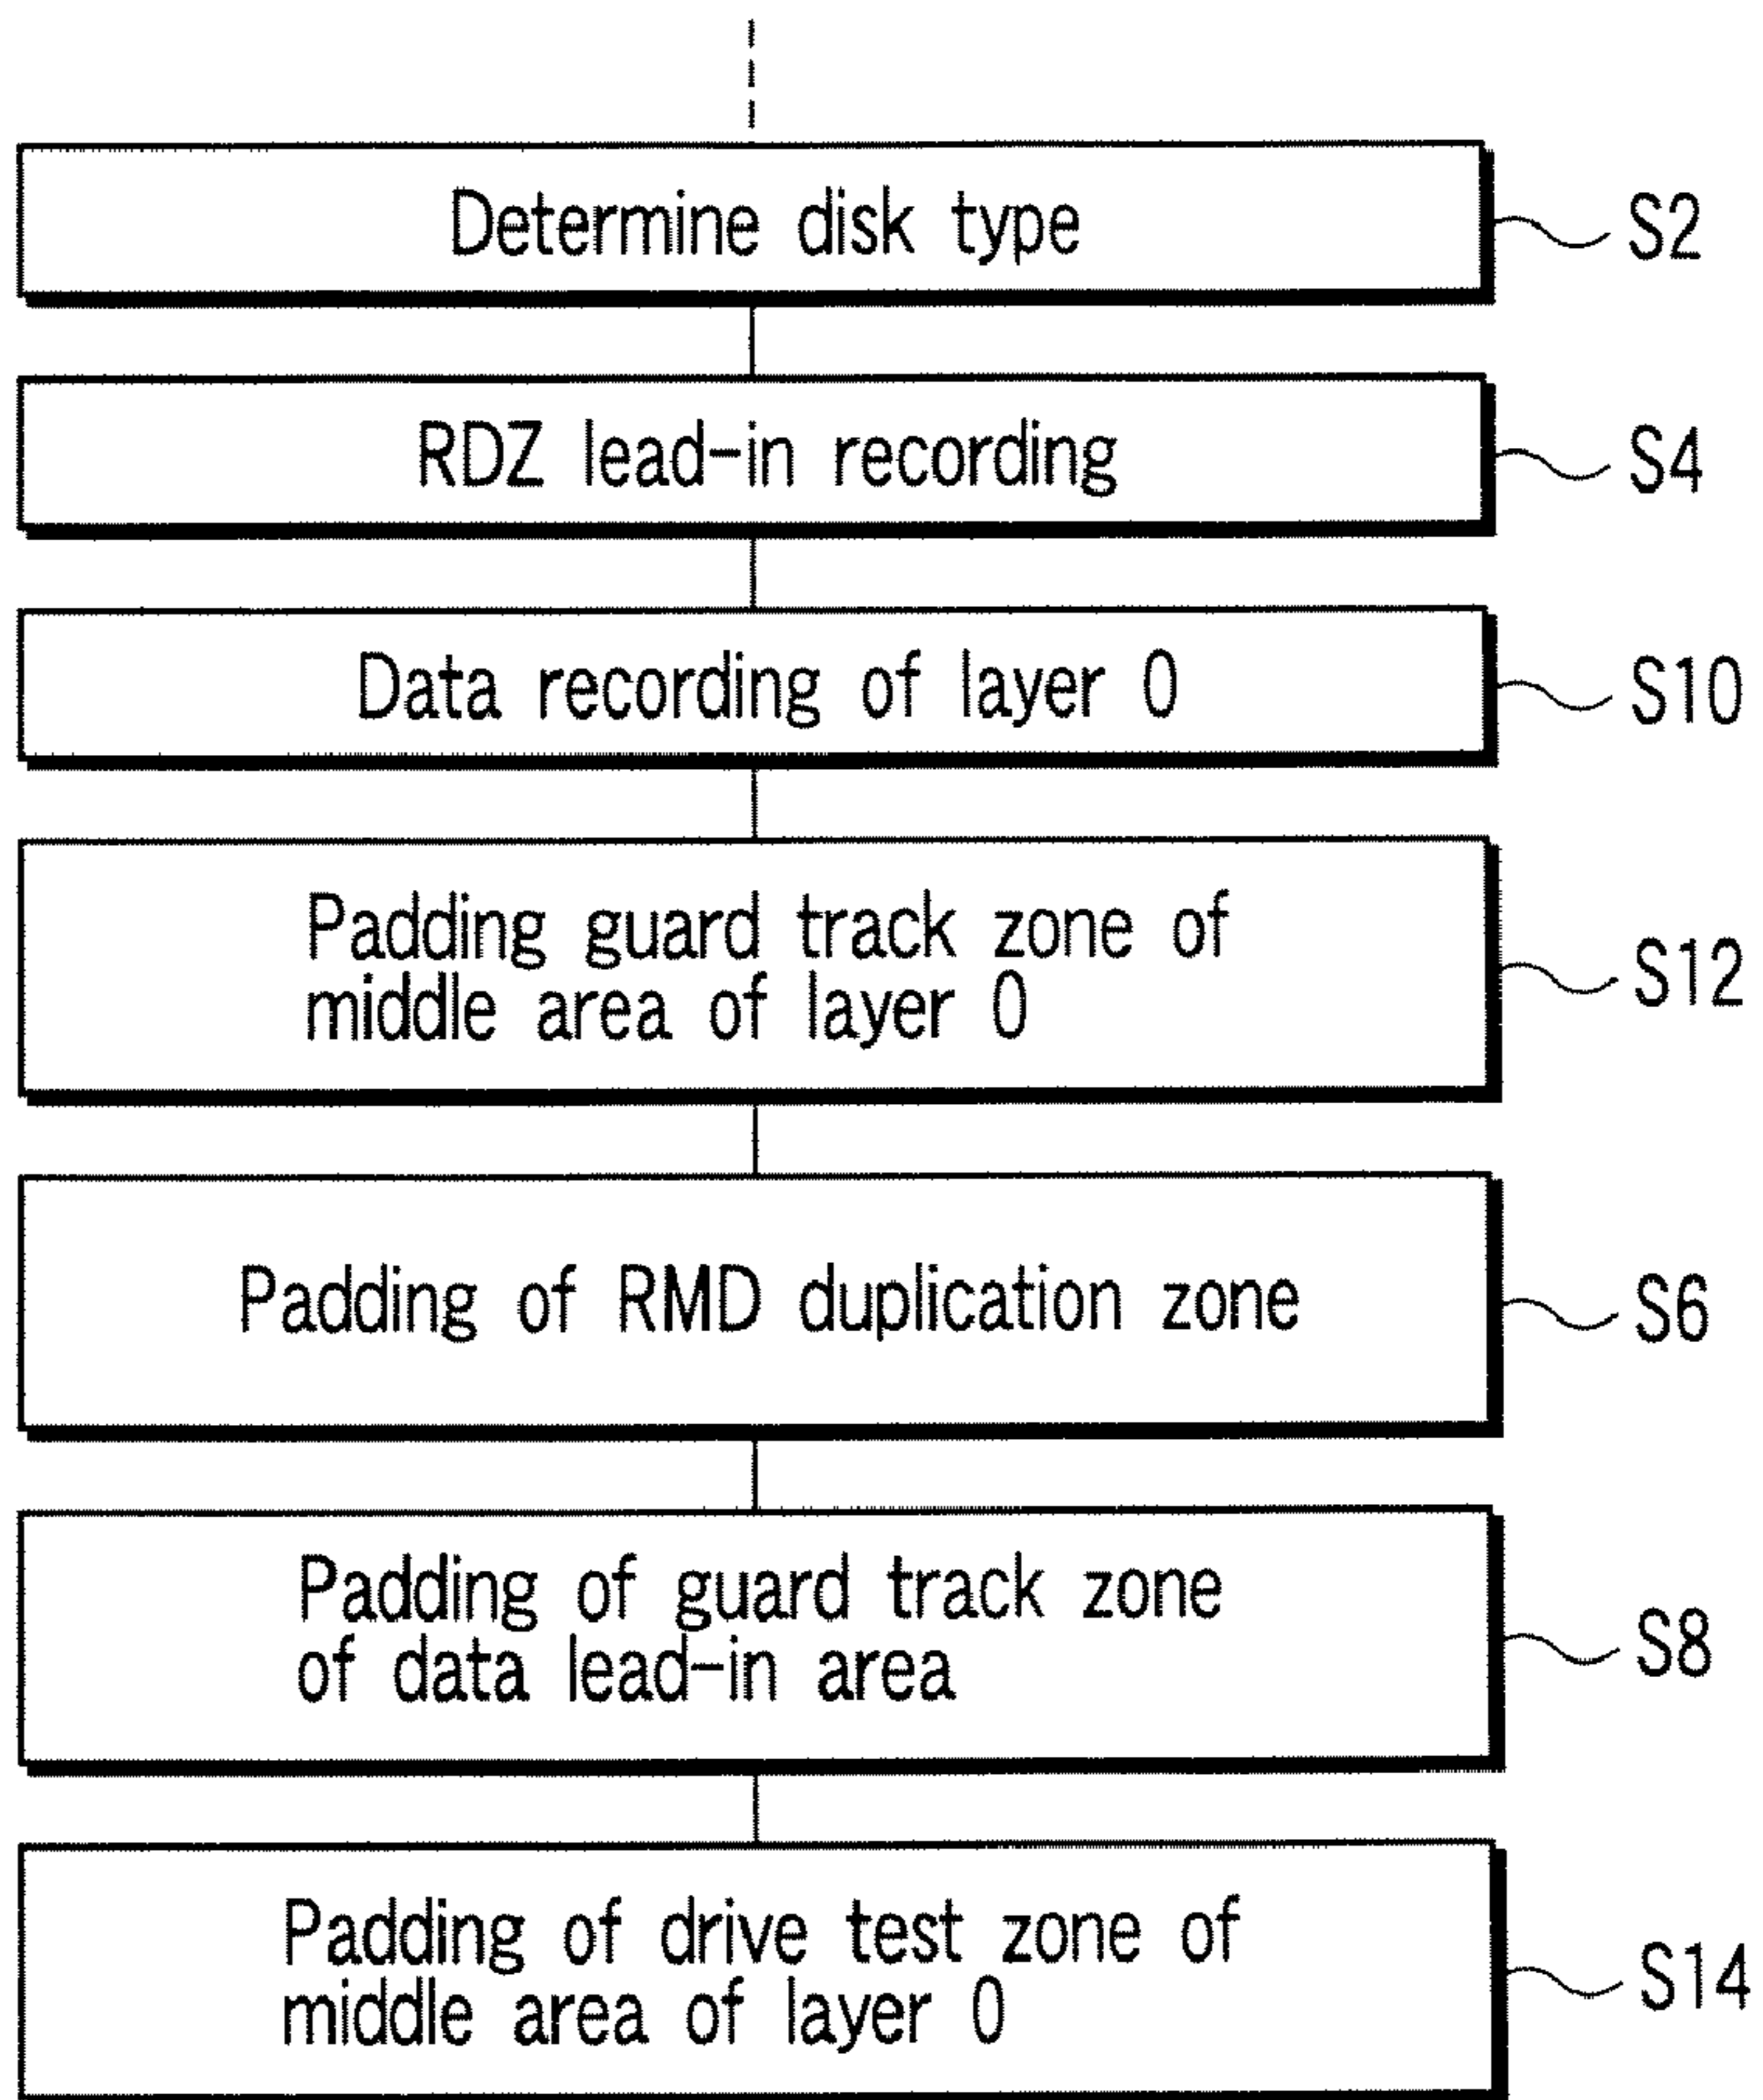 Determine disk type
S2
RDZ lead-in recording
S4
Data recording of layer 0
S10
Padding guard track zone of
middle area of layer 0
S12
Padding of RMD duplication zone
S6
Padding of guard track zone
of data lead-in area
S8
Padding of drive test zone of
middle area of layer 0
S14